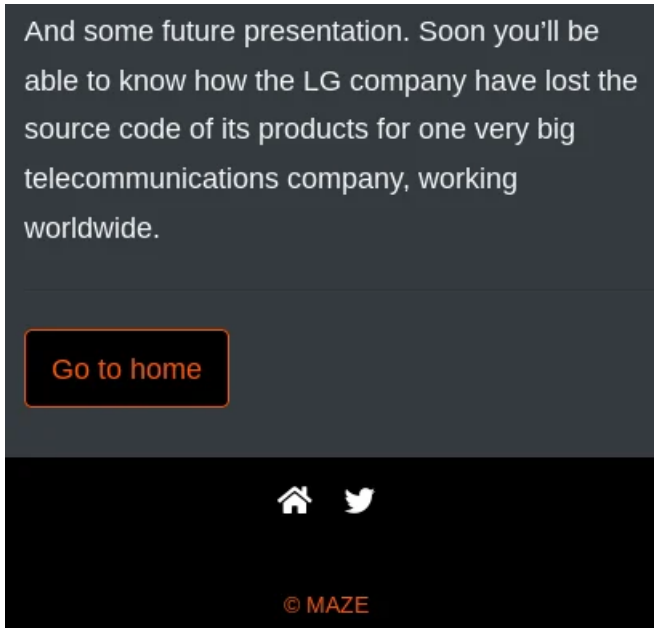 And some future presentation. Soon you’ll be
able to know how the LG company have lost the
source code of its products for one very big
telecommunications company, working
worldwide.
Go to home
© MAZE